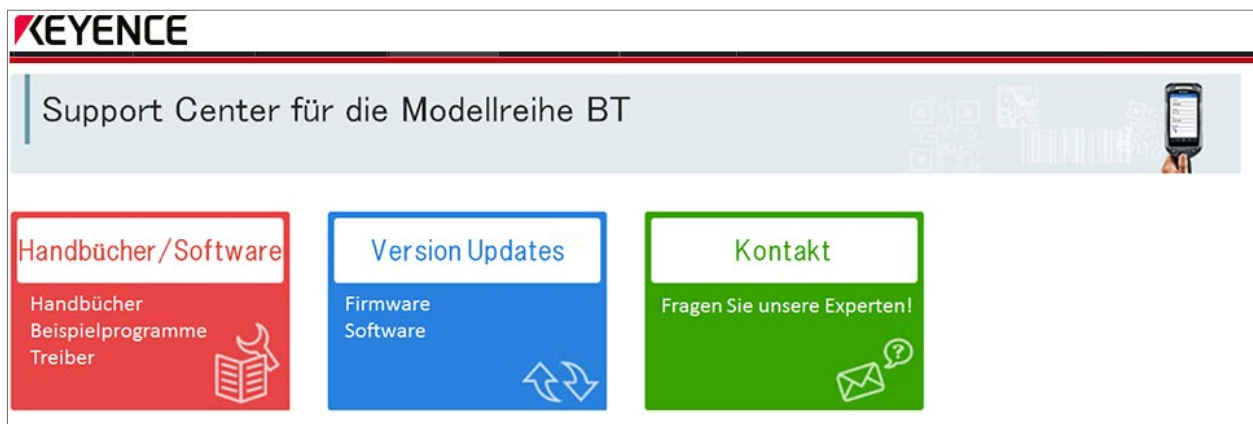 KEYENCE
Support Center für die Modellreihe BT
Handbücher/Software
Handbücher
Beispielprogramme
Treiber
Version Updates
Firmware
Software
Kontakt
Fragen Sie unsere Experten!